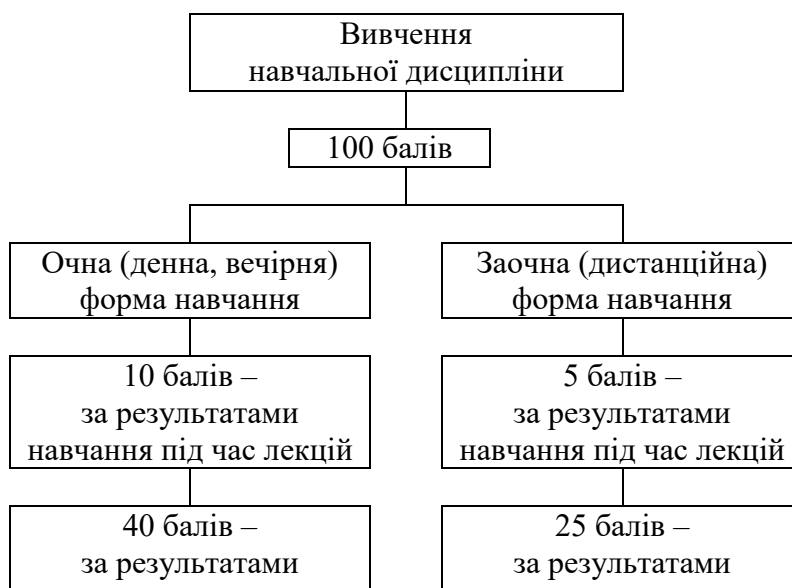 Вивчення
навчальної дисципліни
100 балів
Очна (денна, вечірня)
форма навчання
Заочна (дистанційна)
форма навчання
10 балів –
за результатами
навчання під час лекцій
5 балів –
за результатами
навчання під час лекцій
40 балів –
за результатами
25 балів –
за результатами